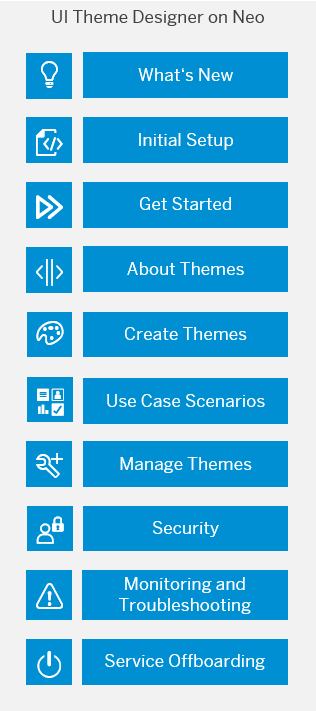 UI Theme Designer on Neo
What's New
Initial Setup
Get Started
About Themes
Create Themes
Use Case Scenarios
Manage Themes
Security
Monitoring and
Troubleshooting
Service Offboarding